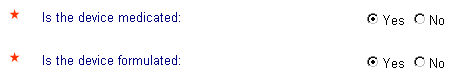 Is the device medicated: Yes No
Is the device formulated: Yes No